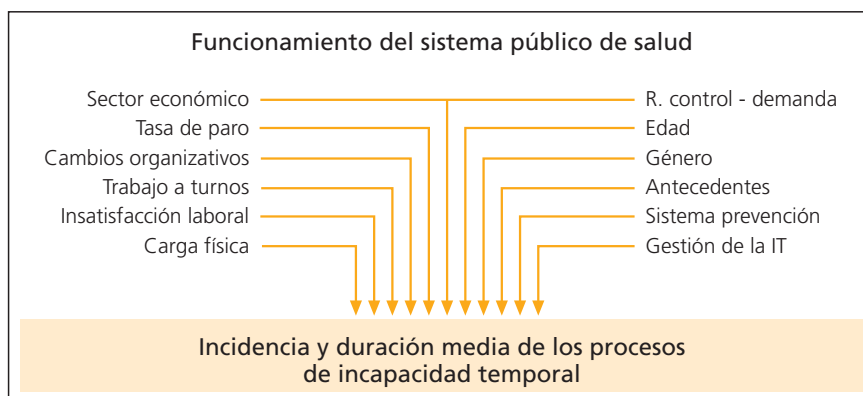 Funcionamiento del sistema público de salud
Sector económico
Tasa de paro
Cambios organizativos
Trabajo a turnos
Insatisfacción laboral
Carga física
R. control - demanda
Edad
Género
Antecedentes
Sistema prevención
Gestión de la IT
Incidencia y duración media de los procesos
de incapacidad temporal